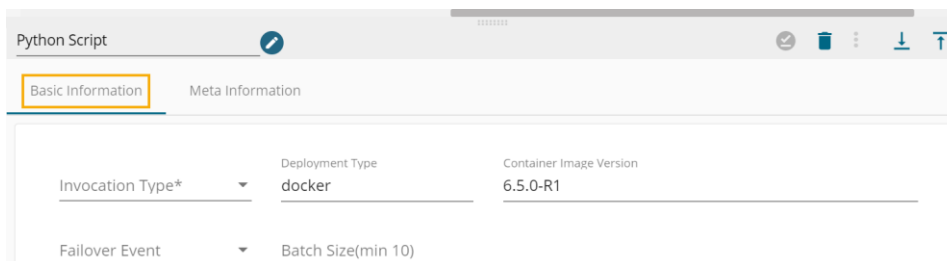 Python Script
Basic Information Meta Information
Deployment Type Container Image Version
Invocation Type* docker 6.5.0-R1
Failover Event Batch Size(min 10)